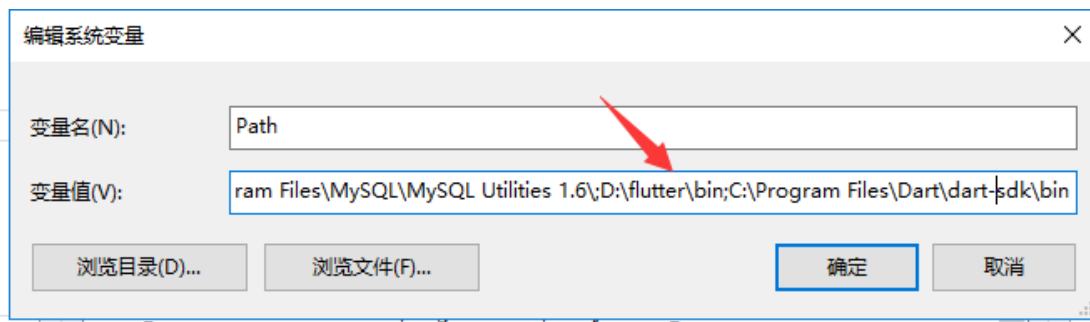 编辑系统变量
变量名(N):
Path
变量值(V):
ram Files\MySQL\MySQL Utilities 1.6\;D:\flutter\bin;C:\Program Files\Dart\dart-sdk\bin
浏览目录(D)...
浏览文件(F)...
确定
取消